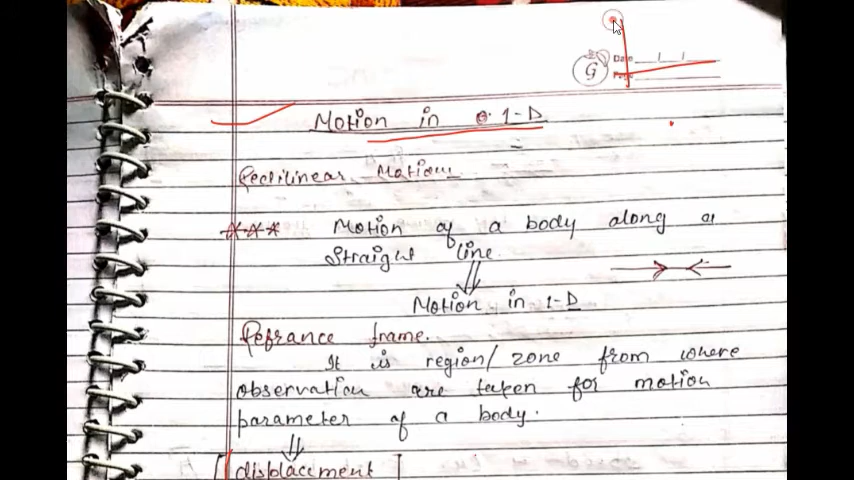 G
Date
Page
Motion in 1-D
Rectilinear Motion
Motion of a body along a
straight line
Motion in 1-D
Refrance frame.
It is region/zone from where
observation are taken for motion
parameter of a body.
[displacement]